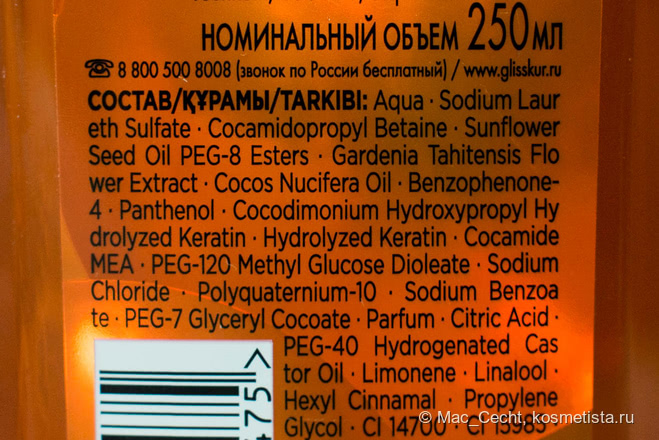 НОМИНАЛЬНЫЙ ОБЪЕМ 250мл
8 800 500 8008 (звонок по России бесплатный) / www.glisskur.ru
СОСТАВ/ҚҰРАМЫ/TARKIBI: Aqua · Sodium Laur
eth Sulfate · Cocamidopropyl Betaine · Sunflower
Seed Oil PEG-8 Esters · Gardenia Tahitensis Flo
wer Extract · Cocos Nucifera Oil · Benzophenone-
4 · Panthenol · Cocodimonium Hydroxypropyl Hy
drolyzed Keratin · Hydrolyzed Keratin · Cocamide
MEA · PEG-120 Methyl Glucose Dioleate · Sodium
Chloride · Polyquaternium-10 · Sodium Benzoa
te · PEG-7 Glyceryl Cocoate · Parfum · Citric Acid ·
PEG-40 Hydrogenated Cas
tor Oil · Limonene · Linalool ·
Hexyl Cinnamal · Propylene
Glycol · CI 14700 · CI 15985
475 >
© Mac_Cecht, kosmetista.ru